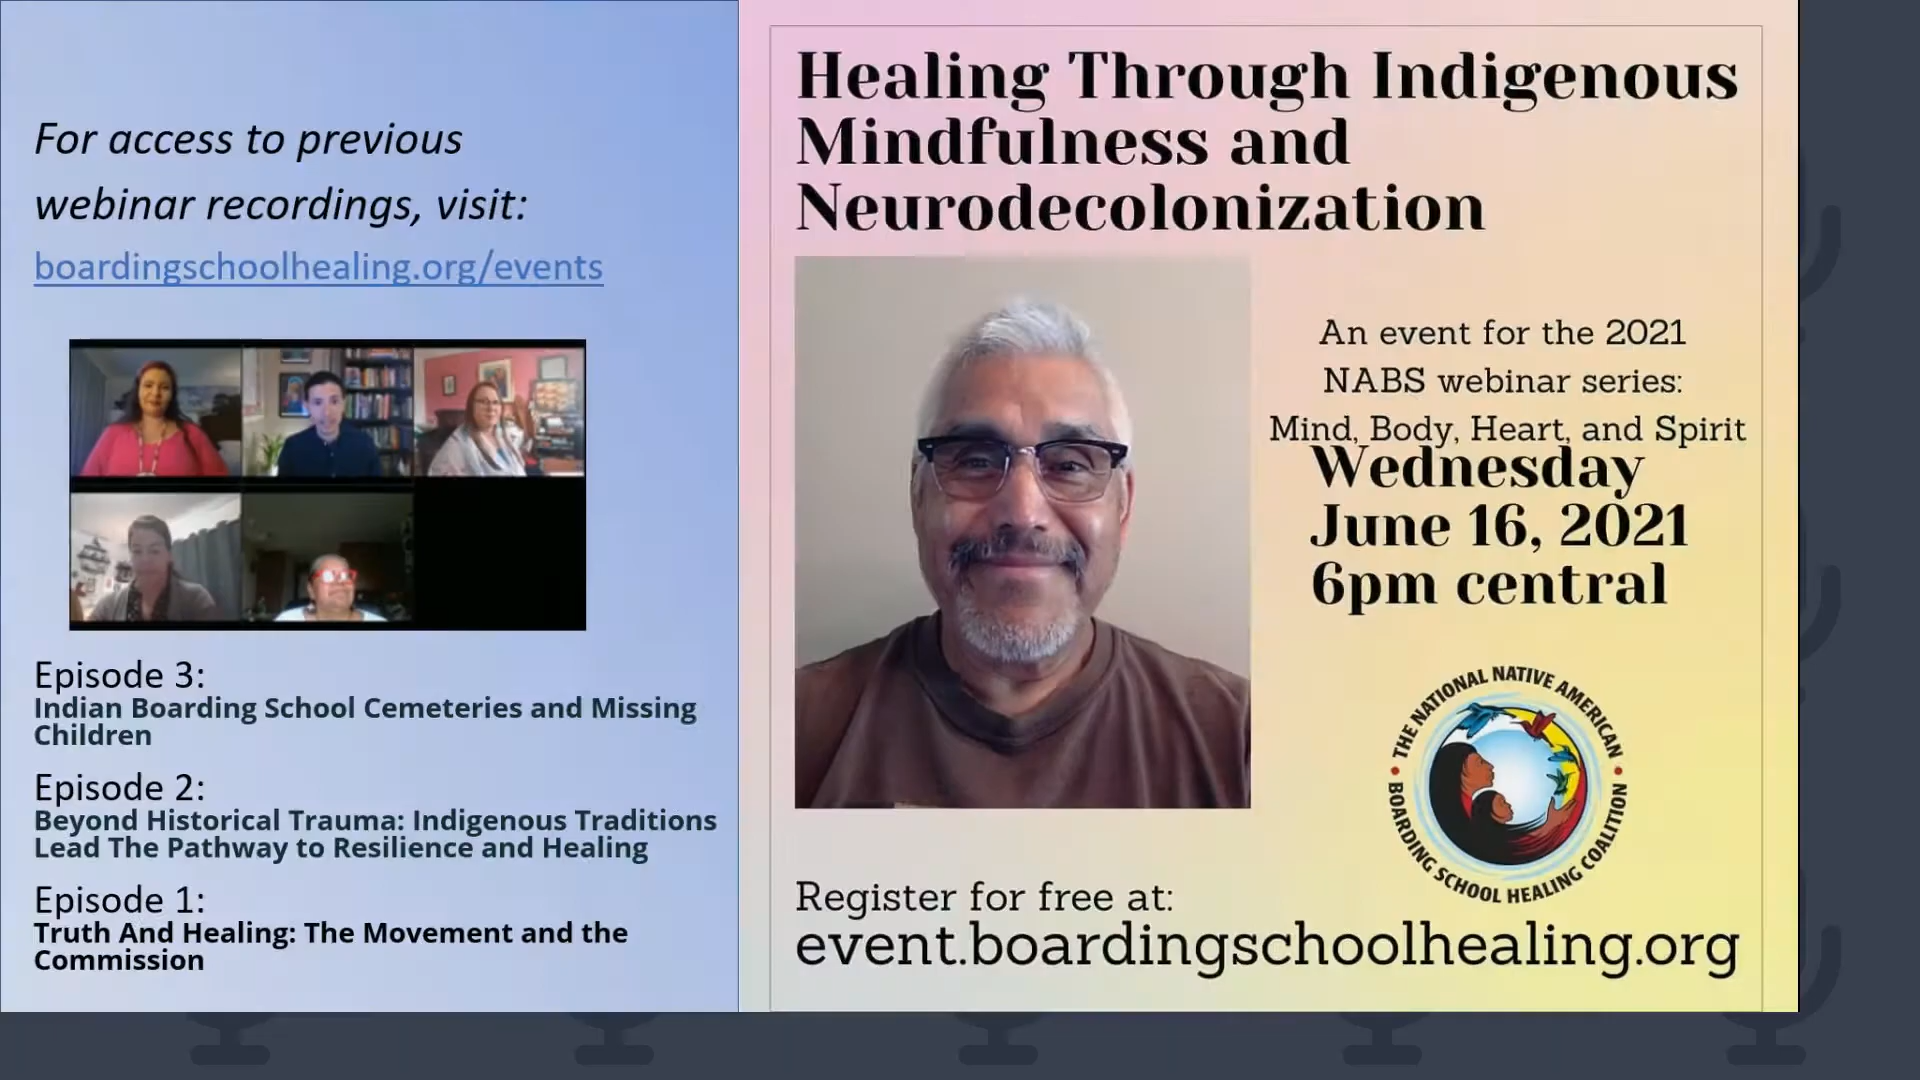 For access to previous
webinar recordings, visit:
boardingschoolhealing.org/events
Episode 3:
Indian Boarding School Cemeteries and Missing
Children
Episode 2:
Beyond Historical Trauma: Indigenous Traditions
Lead The Pathway to Resilience and Healing
Episode 1:
Truth And Healing: The Movement and the
Commission
Healing Through Indigenous
Mindfulness and
Neurodecolonization
An event for the 2021
NABS webinar series:
Mind, Body, Heart, and Spirit
Wednesday
June 16, 2021
6pm central
THE NATIONAL NATIVE AMERICAN
BOARDING SCHOOL HEALING COALITION
Register for free at:
event.boardingschoolhealing.org